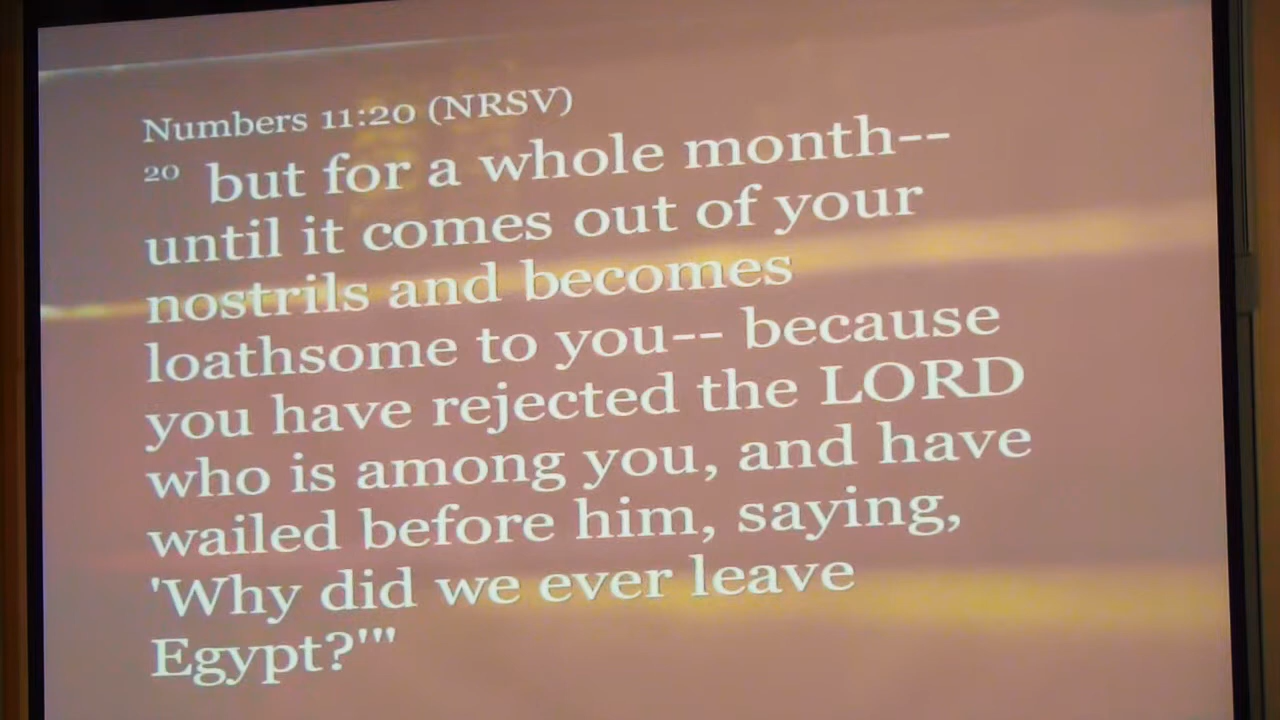 Numbers 11:20 (NRSV)
20 but for a whole month--
until it comes out of your
nostrils and becomes
loathsome to you-- because
you have rejected the LORD
who is among you, and have
wailed before him, saying,
'Why did we ever leave
Egypt?'"